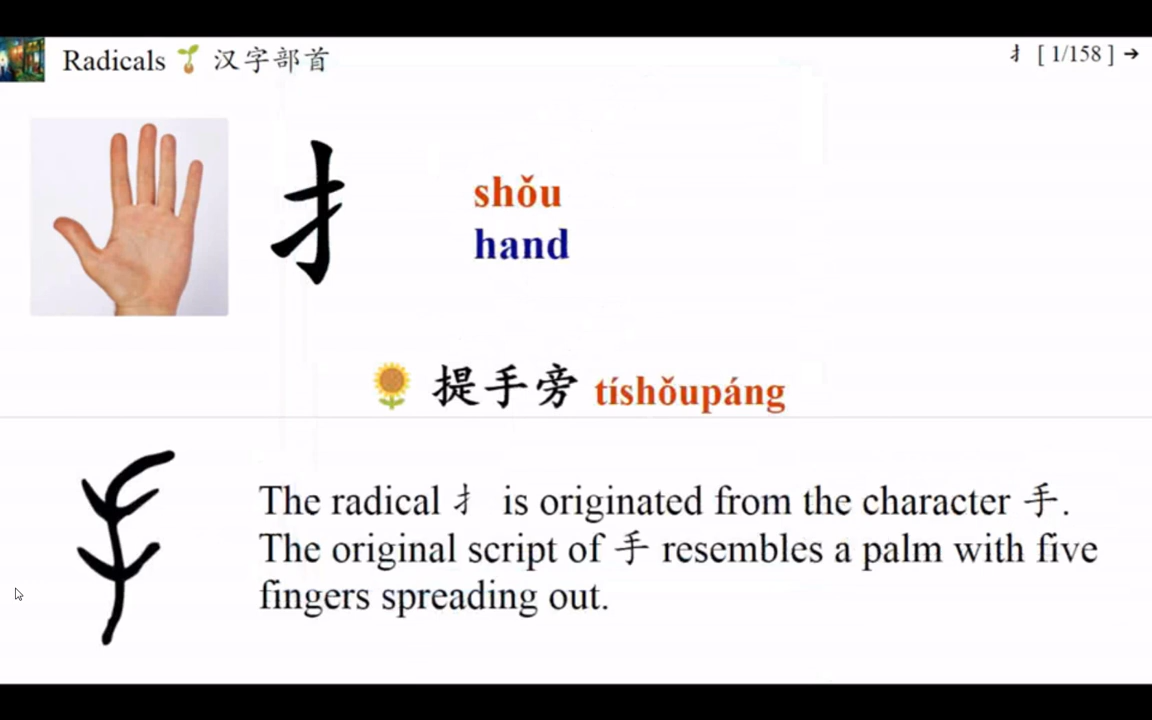 Radicals 汉字部首
扌 [ 1/158 ] →
扌
shǒu
hand
提手旁 tíshǒupáng
The radical 扌 is originated from the character 手.
The original script of 手 resembles a palm with five
fingers spreading out.